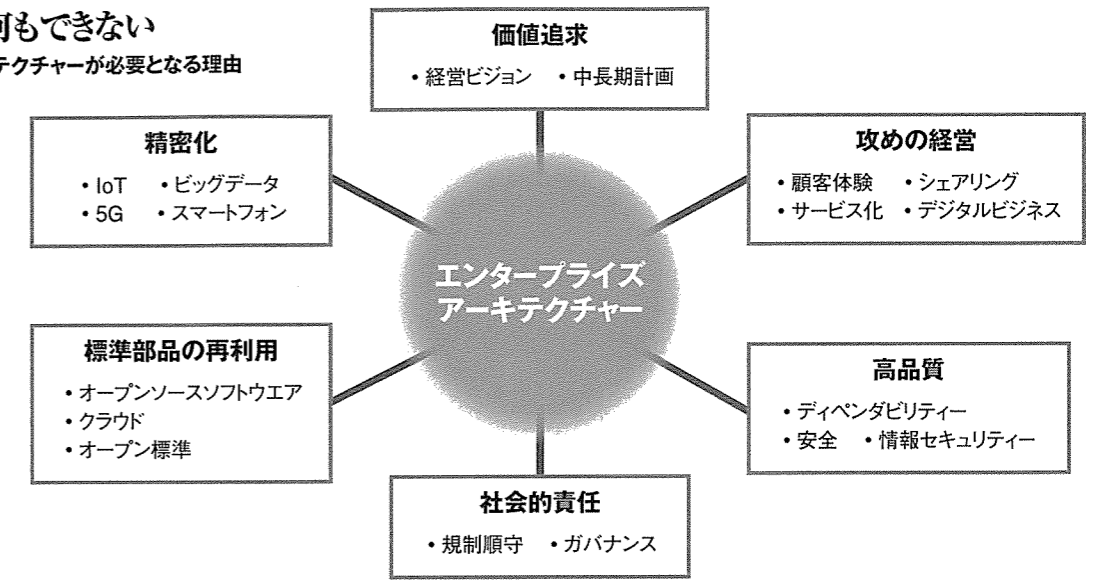 何もできない
テクチャーが必要となる理由
価値追求
・経営ビジョン ・中長期計画
精密化
・IoT ・ビッグデータ
・5G ・スマートフォン
攻めの経営
・顧客体験 ・シェアリング
・サービス化 ・デジタルビジネス
エンタープライズ
アーキテクチャー
標準部品の再利用
・オープンソースソフトウエア
・クラウド
・オープン標準
高品質
・ディペンダビリティー
・安全 ・情報セキュリティー
社会的責任
・規制順守 ・ガバナンス